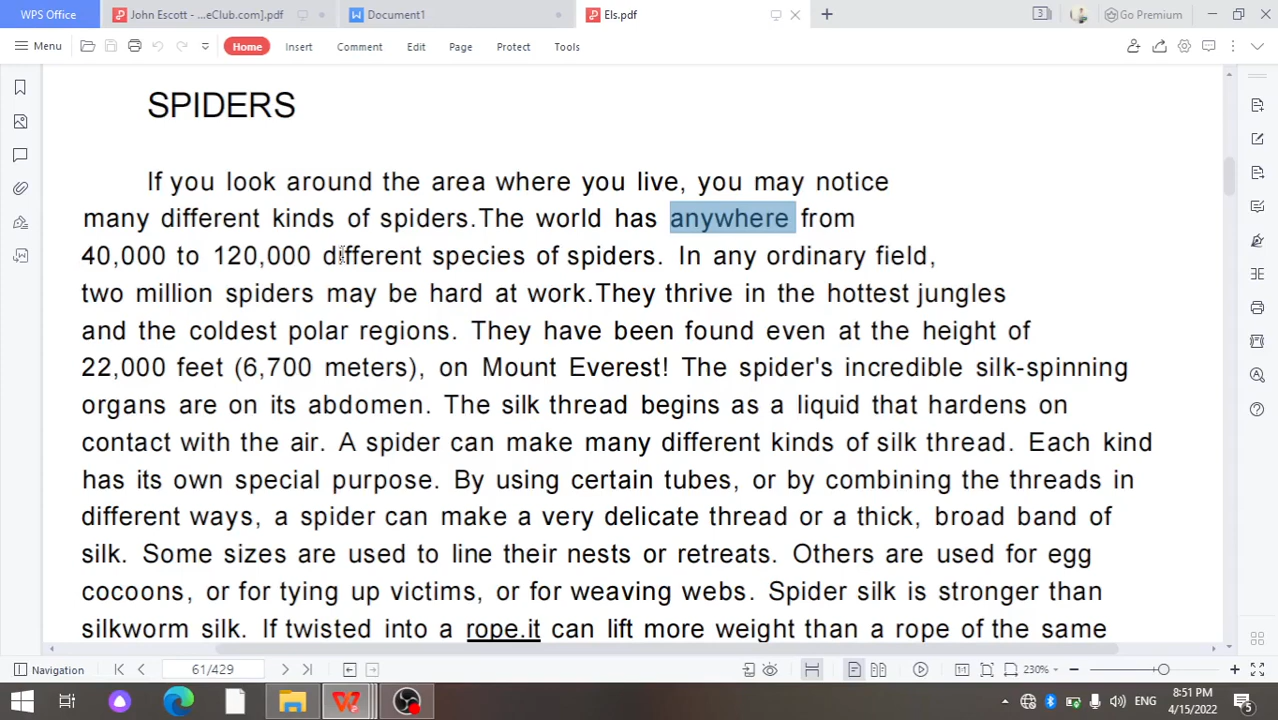 WPS Office
John Escott - ...eClub.com].pdf
Document1
Els.pdf
3
Go Premium
Menu
Home
Insert
Comment
Edit
Page
Protect
Tools
SPIDERS
If you look around the area where you live, you may notice
many different kinds of spiders.The world has anywhere from
40,000 to 120,000 different species of spiders. In any ordinary field,
two million spiders may be hard at work.They thrive in the hottest jungles
and the coldest polar regions. They have been found even at the height of
22,000 feet (6,700 meters), on Mount Everest! The spider's incredible silk-spinning
organs are on its abdomen. The silk thread begins as a liquid that hardens on
contact with the air. A spider can make many different kinds of silk thread. Each kind
has its own special purpose. By using certain tubes, or by combining the threads in
different ways, a spider can make a very delicate thread or a thick, broad band of
silk. Some sizes are used to line their nests or retreats. Others are used for egg
cocoons, or for tying up victims, or for weaving webs. Spider silk is stronger than
silkworm silk. If twisted into a rope.it can lift more weight than a rope of the same
Navigation
61/429
230%
ENG
8:51 PM
4/15/2022
5